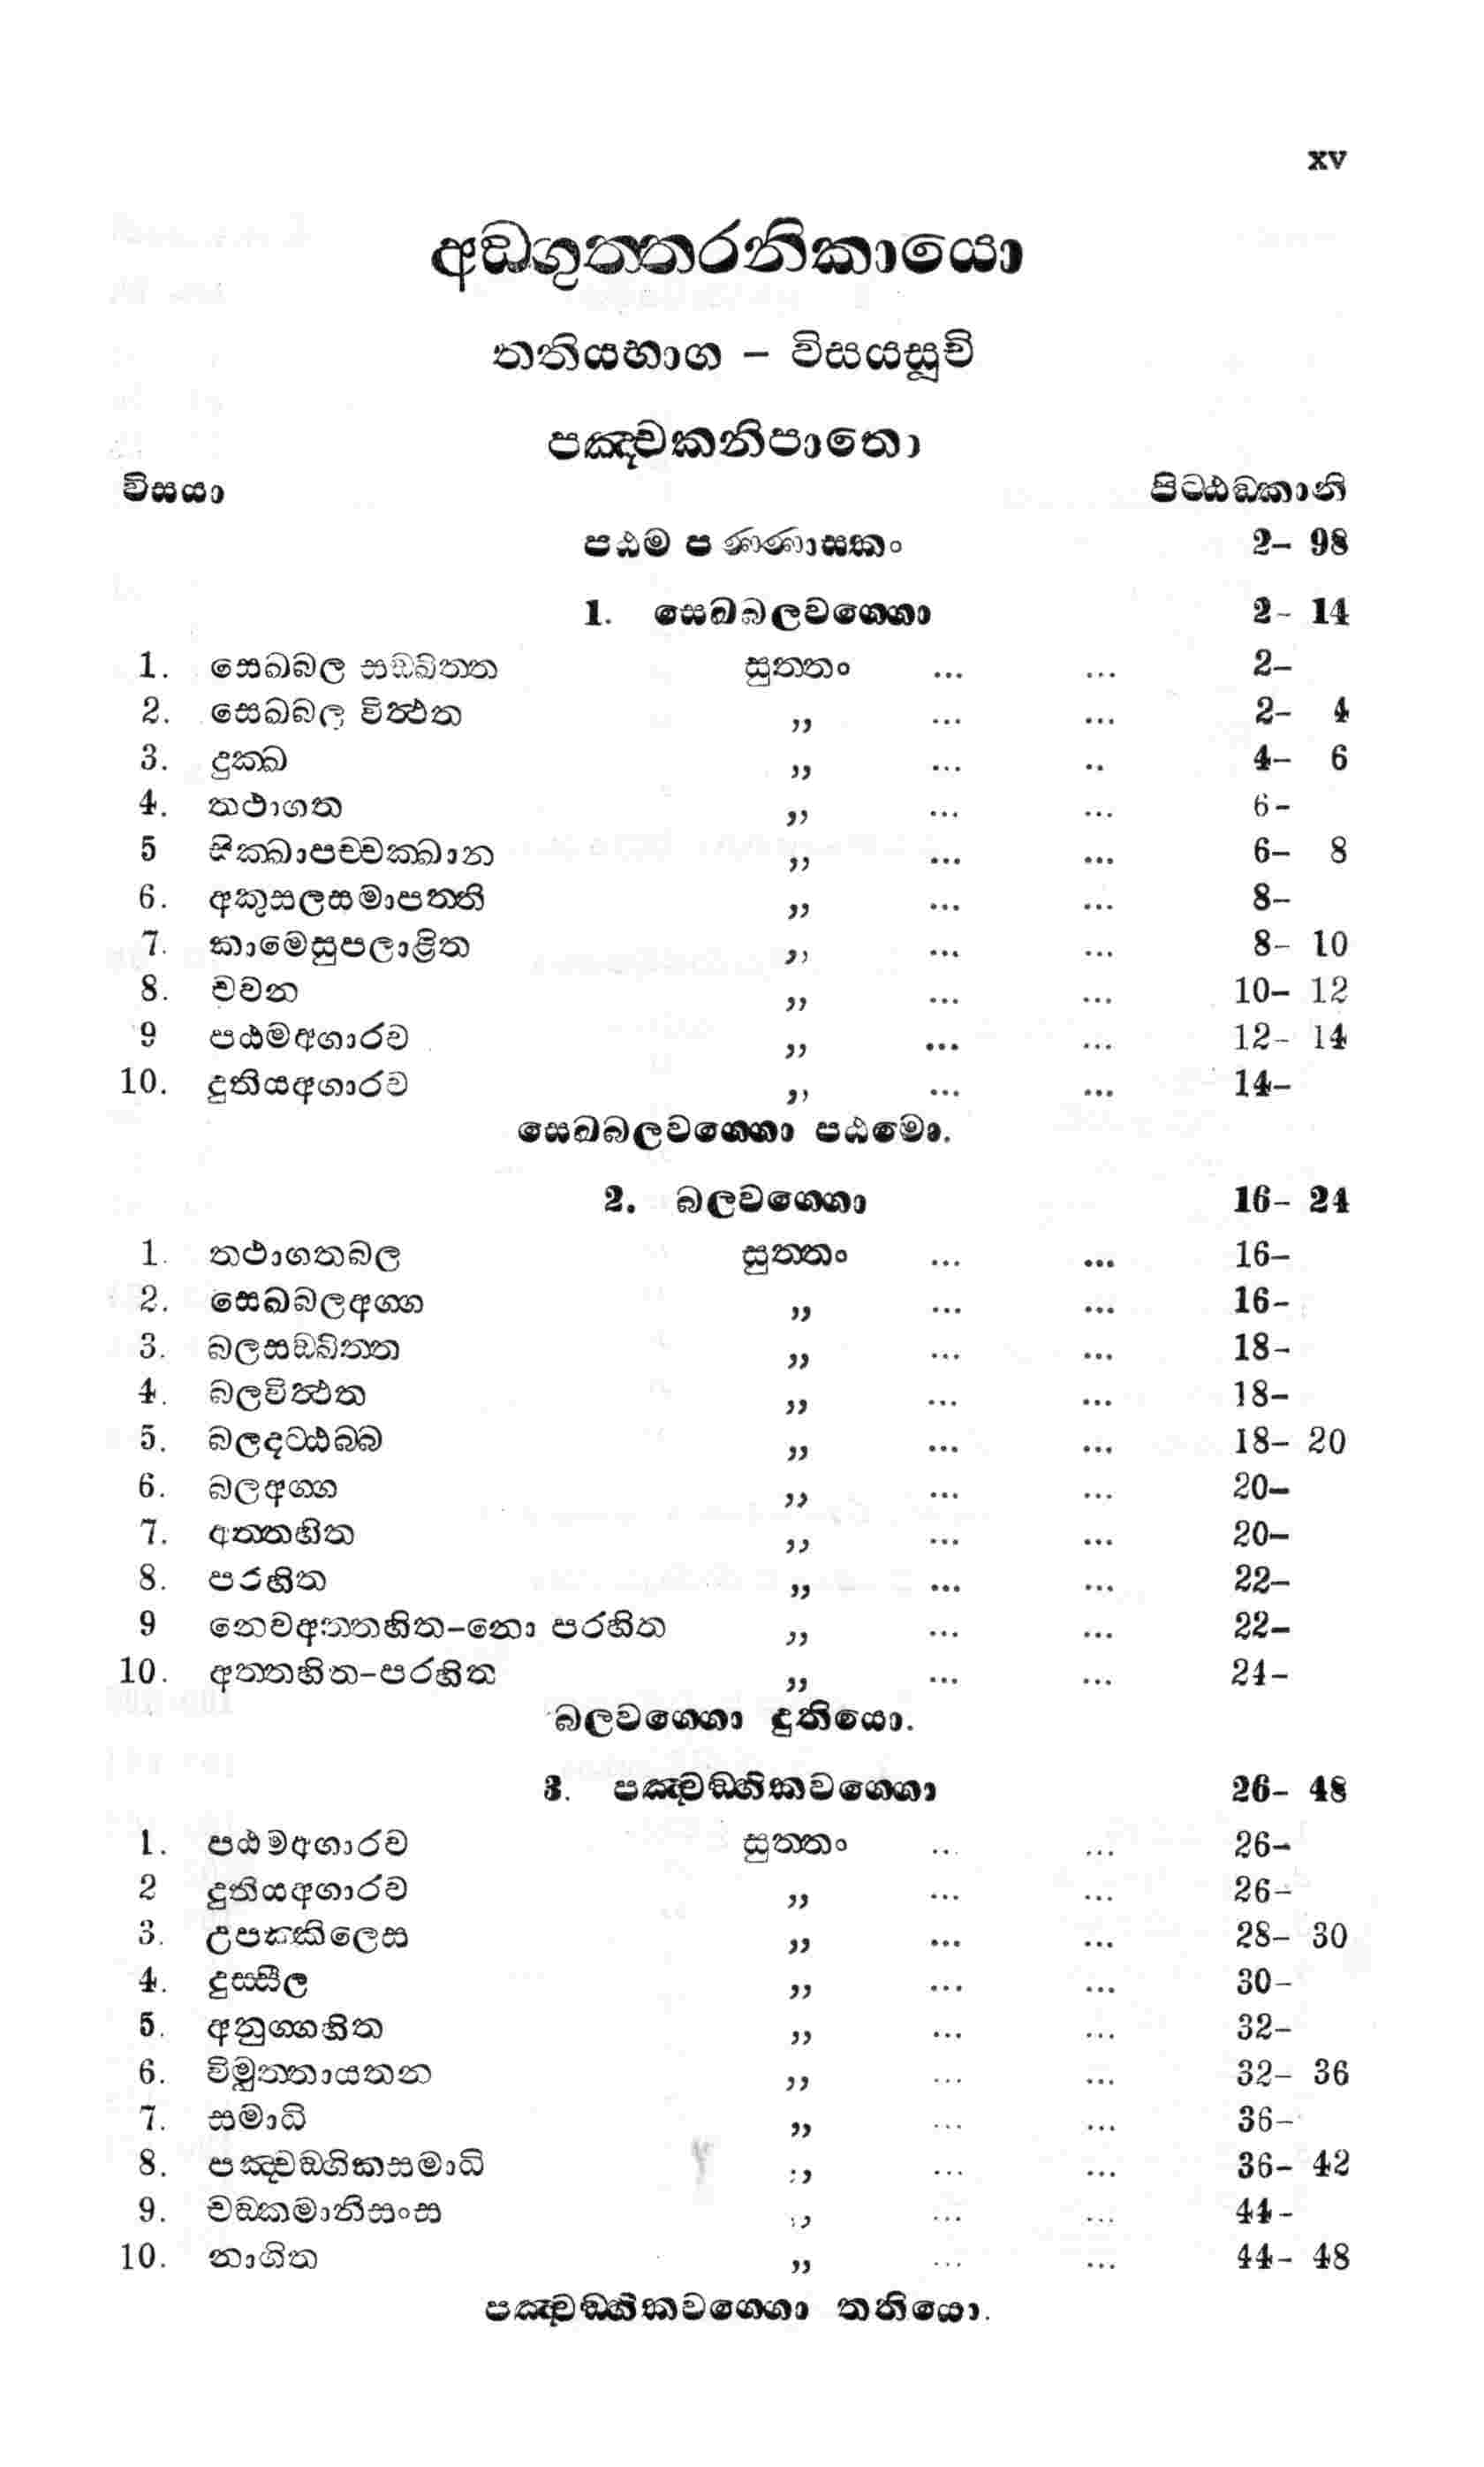 xv
අඞ්ගුත්තරනිකායො
තතියභාග – විසයසූචි
පඤ්චකනිපාතො
විසයා පිට්ඨඞ්කානි
පඨම පණ්ණාසකං 2– 98
1. සෙඛබලවග්ගො 2– 14
1. සෙඛබල සඞ්ඛිත්ත සුත්තං ... ... 2–
2. සෙඛබල විත්ථත ,, ... ... 2– 4
3. දුක්ඛ ,, ... .. 4– 6
4. තථාගත ,, ... ... 6–
5 සික්ඛාපච්චක්ඛාන ,, ... ... 6– 8
6. අකුසලසමාපත්ති ,, ... ... 8–
7. කාමෙසුපලාළිත ,, ... ... 8– 10
8. චවන ,, ... ... 10– 12
9 පඨමඅගාරව ,, ... ... 12– 14
10. දුතියඅගාරව ,, ... ... 14–
සෙඛබලවග්ගො පඨමො.
2. බලවග්ගො 16– 24
1. තථාගතබල සුත්තං ... ... 16–
2. සෙඛබලඅග්ග ,, ... ... 16–
3. බලසඞ්ඛිත්ත ,, ... ... 18–
4. බලවිත්ථත ,, ... ... 18–
5. බලදට්ඨබ්බ ,, ... ... 18– 20
6. බලඅග්ග ,, ... ... 20–
7. අත්තහිත ,, ... ... 20–
8. පරහිත ,, ... ... 22–
9 නෙවඅත්තහිත–නො පරහිත ,, ... ... 22–
10. අත්තහිත–පරහිත ,, ... ... 24–
බලවග්ගො දුතියො.
3. පඤ්චඞ්ගිකවග්ගො 26– 48
1. පඨමඅගාරව සුත්තං ... ... 26–
2 දුතියඅගාරව ,, ... ... 26–
3. උපක්කිලෙස ,, ... ... 28– 30
4. දුස්සීල ,, ... ... 30–
5. අනුග්ගහිත ,, ... ... 32–
6. විමුත්තායතන ,, ... ... 32– 36
7. සමාධි ,, ... ... 36–
8. පඤ්චඞ්ගිකසමාධි ,, ... ... 36– 42
9. චඞ්කමානිසංස ,, ... ... 44–
10. නාගිත ,, ... ... 44– 48
පඤ්චඞ්ගිකවග්ගො තතියො.